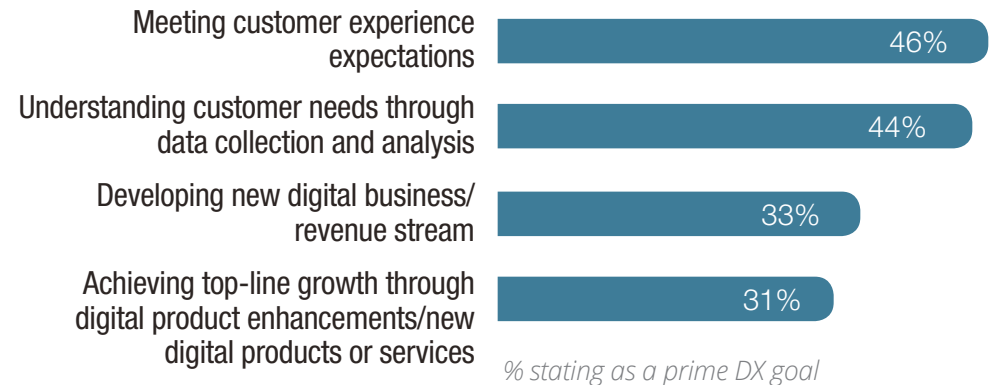 Meeting customer experience
expectations
46%
Understanding customer needs through
data collection and analysis
44%
Developing new digital business/
revenue stream
33%
Achieving top-line growth through
digital product enhancements/new
digital products or services
31%
% stating as a prime DX goal